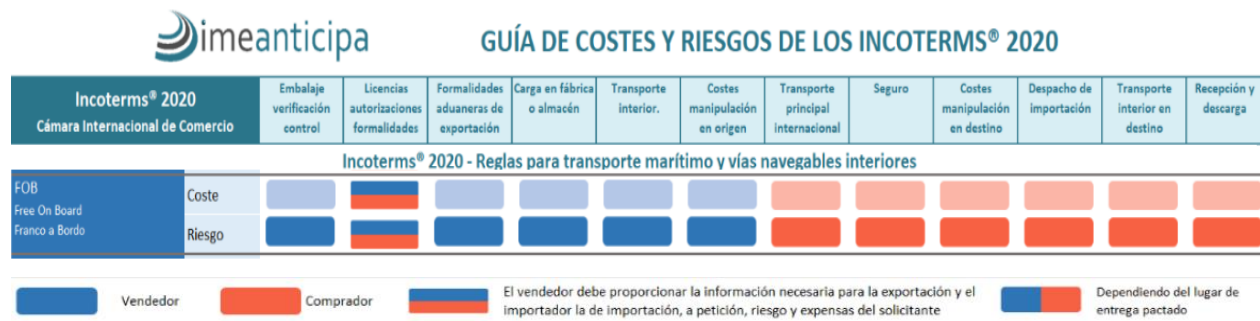 imeanticipa
GUÍA DE COSTES Y RIESGOS DE LOS INCOTERMS® 2020
Incoterms® 2020
Cámara Internacional de Comercio
Embalaje
verificación
control
Licencias
autorizaciones
formalidades
Formalidades
aduaneras de
exportación
Carga en fábrica
o almacén
Transporte
interior.
Costes
manipulación
en origen
Transporte
principal
internacional
Seguro
Costes
manipulación
en destino
Despacho de
importación
Transporte
interior en
destino
Recepción y
descarga
Incoterms® 2020 - Reglas para transporte marítimo y vías navegables interiores
FOB
Free On Board
Franco a Bordo
Coste
Riesgo
Vendedor
Comprador
El vendedor debe proporcionar la información necesaria para la exportación y el
importador la de importación, a petición, riesgo y expensas del solicitante
Dependiendo del lugar de
entrega pactado